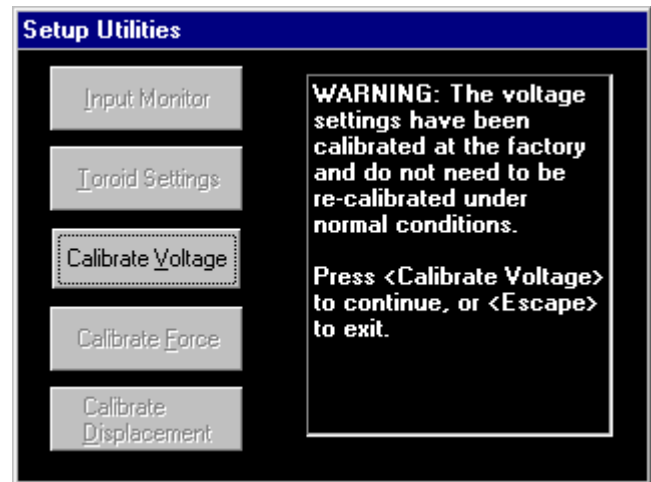 Setup Utilities
Input Monitor
Toroid Settings
Calibrate Voltage
Calibrate Force
Calibrate
Displacement
WARNING: The voltage
settings have been
calibrated at the factory
and do not need to be
re-calibrated under
normal conditions.
Press <Calibrate Voltage>
to continue, or <Escape>
to exit.